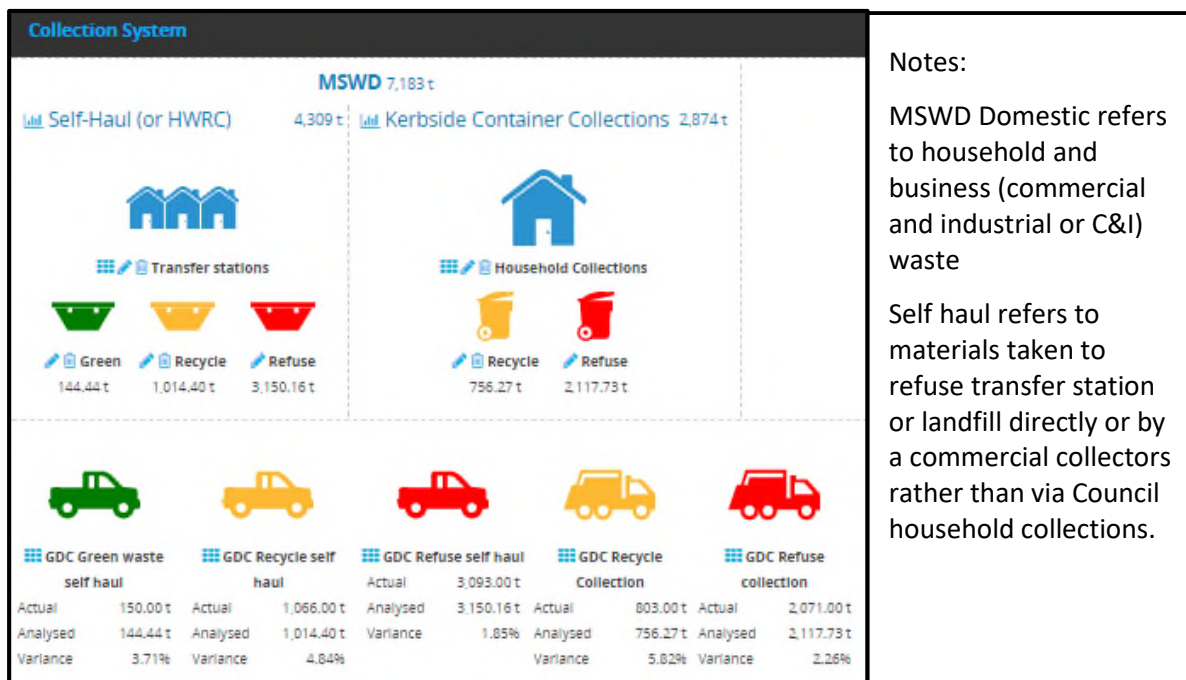 Collection System
MSWD 7,183 t
Self-Haul (or HWRC) 4,309 t
Kerbside Container Collections 2,874 t
Transfer stations
Household Collections
Green
144.44 t
Recycle
1,014.40 t
Refuse
3,150.16 t
Recycle
756.27 t
Refuse
2,117.73 t
GDC Green waste
self haul
Actual 150.00 t
Analysed 144.44 t
Variance 3.71%
GDC Recycle self
haul
Actual 1,066.00 t
Analysed 1,014.40 t
Variance 4.84%
GDC Refuse self haul
Actual 3,093.00 t
Analysed 3,150.16 t
Variance 1.85%
GDC Recycle
Collection
Actual 803.00 t
Analysed 756.27 t
Variance 5.82%
GDC Refuse
collection
Actual 2,071.00 t
Analysed 2,117.73 t
Variance 2.26%
Notes:
MSWD Domestic refers
to household and
business (commercial
and industrial or C&I)
waste
Self haul refers to
materials taken to
refuse transfer station
or landfill directly or by
a commercial collectors
rather than via Council
household collections.